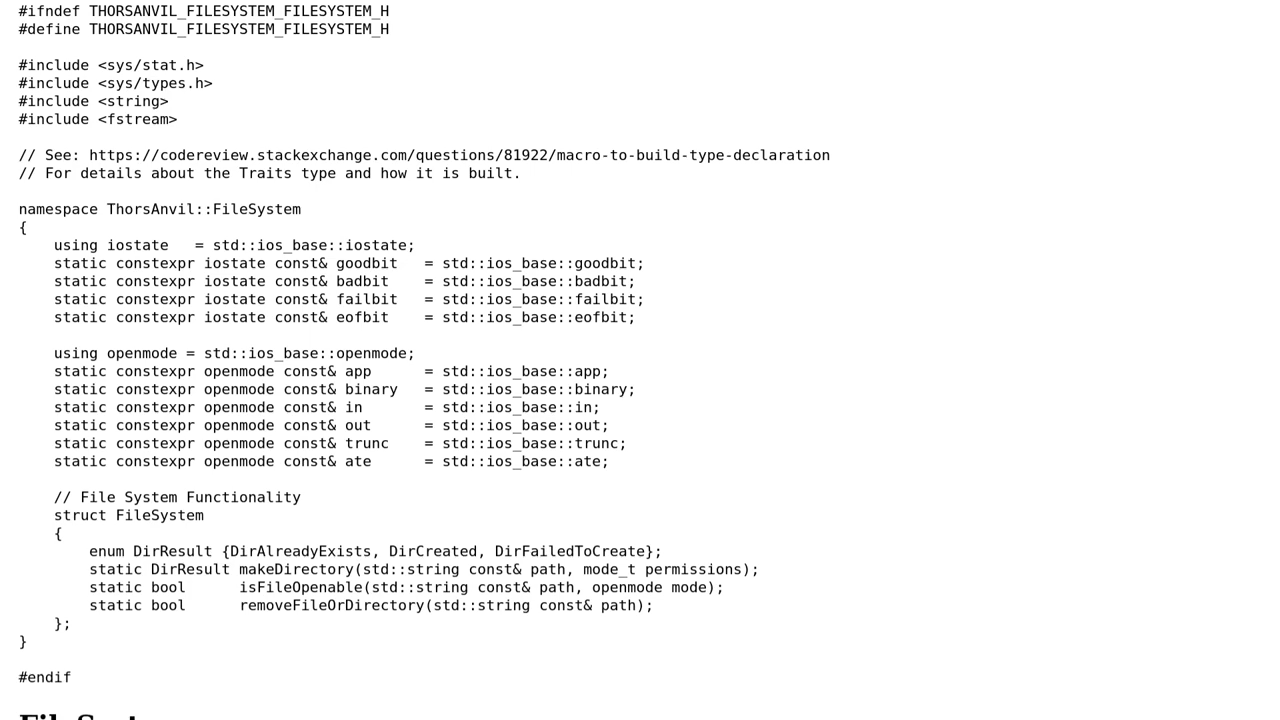 #ifndef THORSANVIL_FILESYSTEM_FILESYSTEM_H
#define THORSANVIL_FILESYSTEM_FILESYSTEM_H

#include <sys/stat.h>
#include <sys/types.h>
#include <string>
#include <fstream>

// See: https://codereview.stackexchange.com/questions/81922/macro-to-build-type-declaration
// For details about the Traits type and how it is built.

namespace ThorsAnvil::FileSystem
{
    using iostate   = std::ios_base::iostate;
    static constexpr iostate const& goodbit   = std::ios_base::goodbit;
    static constexpr iostate const& badbit    = std::ios_base::badbit;
    static constexpr iostate const& failbit   = std::ios_base::failbit;
    static constexpr iostate const& eofbit    = std::ios_base::eofbit;

    using openmode = std::ios_base::openmode;
    static constexpr openmode const& app      = std::ios_base::app;
    static constexpr openmode const& binary   = std::ios_base::binary;
    static constexpr openmode const& in       = std::ios_base::in;
    static constexpr openmode const& out      = std::ios_base::out;
    static constexpr openmode const& trunc    = std::ios_base::trunc;
    static constexpr openmode const& ate      = std::ios_base::ate;

    // File System Functionality
    struct FileSystem
    {
        enum DirResult {DirAlreadyExists, DirCreated, DirFailedToCreate};
        static DirResult makeDirectory(std::string const& path, mode_t permissions);
        static bool      isFileOpenable(std::string const& path, openmode mode);
        static bool      removeFileOrDirectory(std::string const& path);
    };
}

#endif